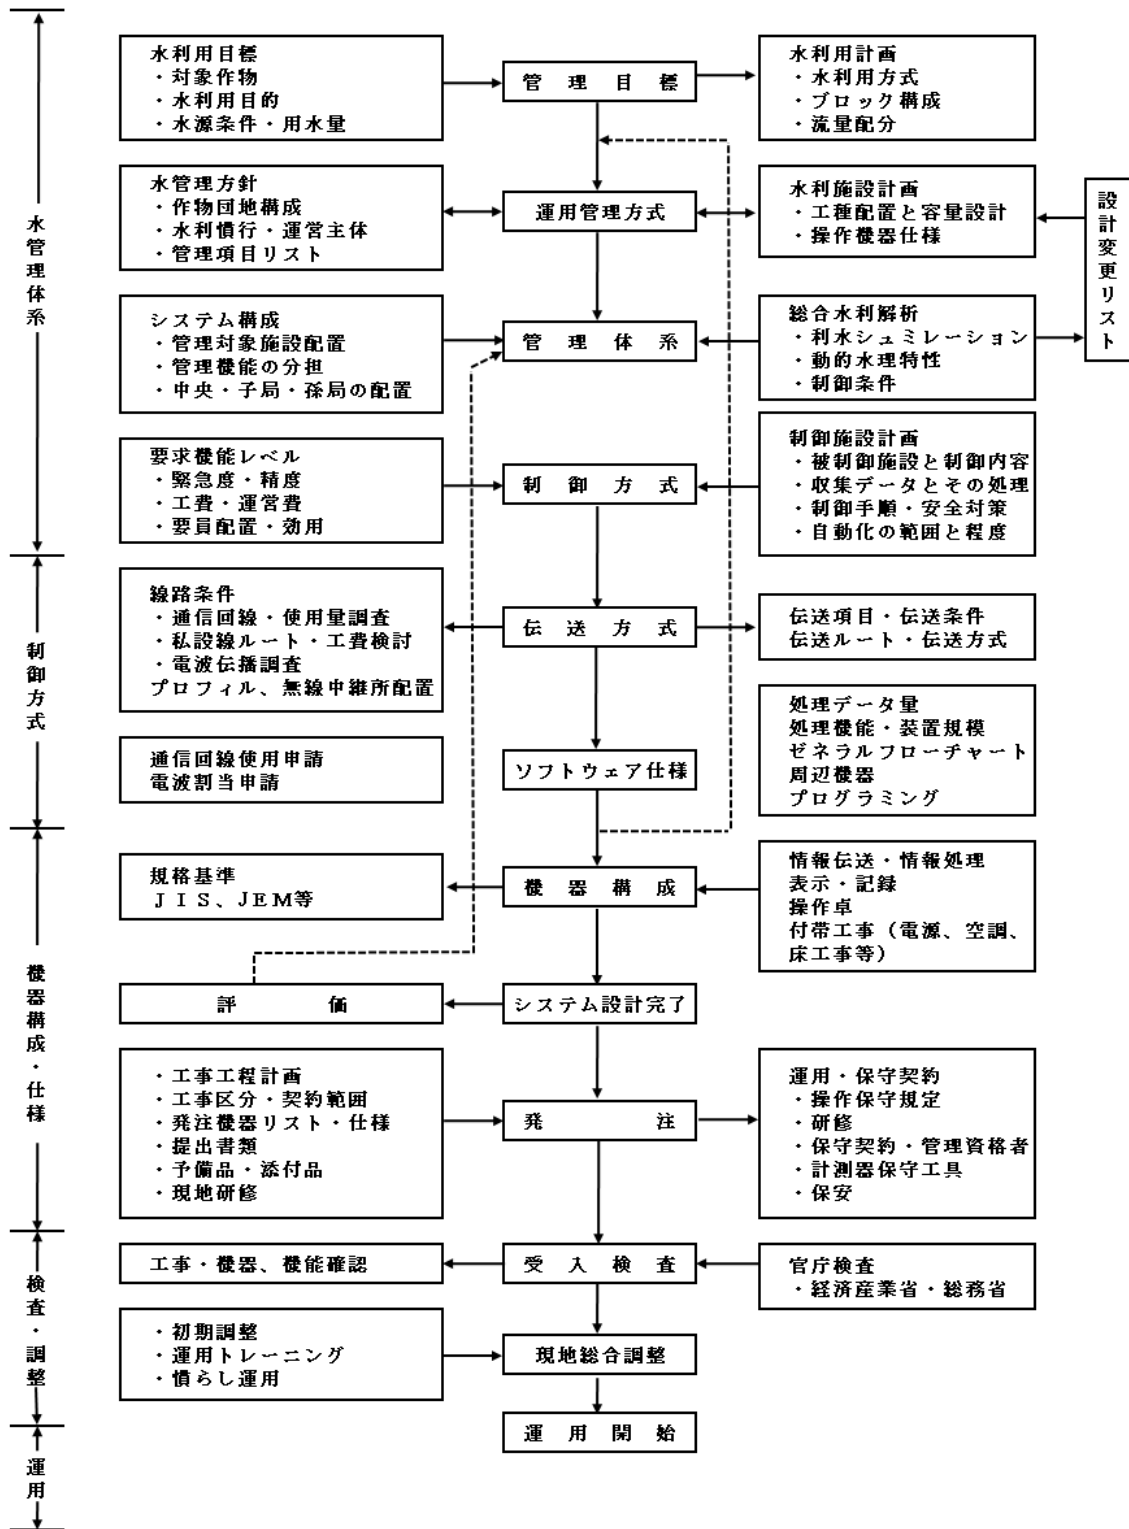 水管理体系
水利用目標
・対象作物
・水利用目的
・水源条件・用水量
管理目標
水利用計画
・水利用方式
・ブロック構成
・流量配分
水管理方針
・作物団地構成
・水利慣行・運営主体
・管理項目リスト
運用管理方式
水利施設計画
・工種配置と容量設計
・操作機器仕様
設計変更リスト
システム構成
・管理対象施設配置
・管理機能の分担
・中央・子局・孫局の配置
管理体系
総合水利解析
・利水シュミレーション
・動的水理特性
・制御条件
要求機能レベル
・緊急度・精度
・工費・運営費
・要員配置・効用
制御方式
制御施設計画
・被制御施設と制御内容
・収集データとその処理
・制御手順・安全対策
・自動化の範囲と程度
制御方式
線路条件
・通信回線・使用量調査
・私設線ルート・工費検討
・電波伝播調査
プロフィル、無線中継所配置
伝送方式
伝送項目・伝送条件
伝送ルート・伝送方式
通信回線使用申請
電波割当申請
ソフトウェア仕様
処理データ量
処理機能・装置規模
ゼネラルフローチャート
周辺機器
プログラミング
機器構成・仕様
規格基準
ＪＩＳ、JEM等
機器構成
情報伝送・情報処理
表示・記録
操作卓
付帯工事（電源、空調、
床工事等）
評価
システム設計完了
・工事工程計画
・工事区分・契約範囲
・発注機器リスト・仕様
・提出書類
・予備品・添付品
・現地研修
発注
運用・保守契約
・操作保守規定
・研修
・保守契約・管理資格者
・計測器保守工具
・保安
検査・調整
工事・機器、機能確認
受入検査
官庁検査
・経済産業省・総務省
・初期調整
・運用トレーニング
・慣らし運用
現地総合調整
運用開始
運用